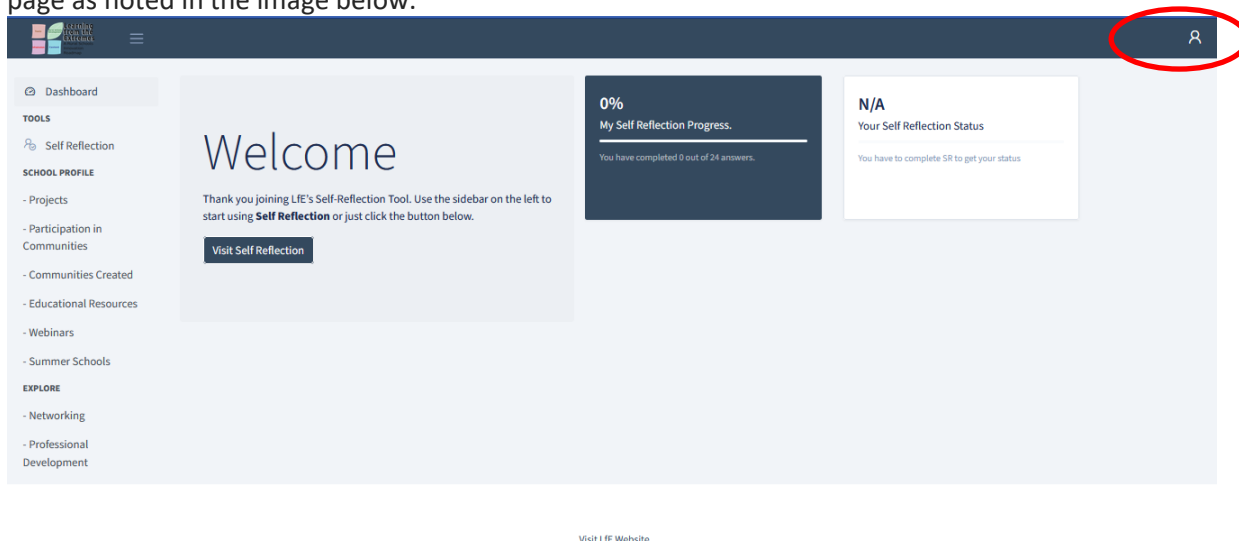 page as noted in the image below.
Learning
from the
Extremes
Dashboard
TOOLS
Self Reflection
SCHOOL PROFILE
- Projects
- Participation in
Communities
- Communities Created
- Educational Resources
- Webinars
- Summer Schools
EXPLORE
- Networking
- Professional
Development
Welcome
Thank you joining LfE's Self-Reflection Tool. Use the sidebar on the left to
start using Self Reflection or just click the button below.
Visit Self Reflection
0%
My Self Reflection Progress.
You have completed 0 out of 24 answers.
N/A
Your Self Reflection Status
You have to complete SR to get your status
Visit LfE Website